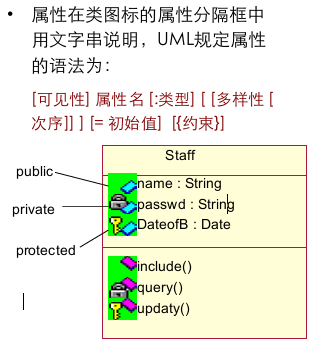 • 属性在类图标的属性分隔框中
用文字串说明，UML规定属性
的语法为：
[可见性] 属性名 [:类型] [ [多样性 [
次序]] ] [= 初始值] [{约束}]
Staff
public
name : String
private
passwd : String
protected
DateofB : Date
include()
query()
updaty()